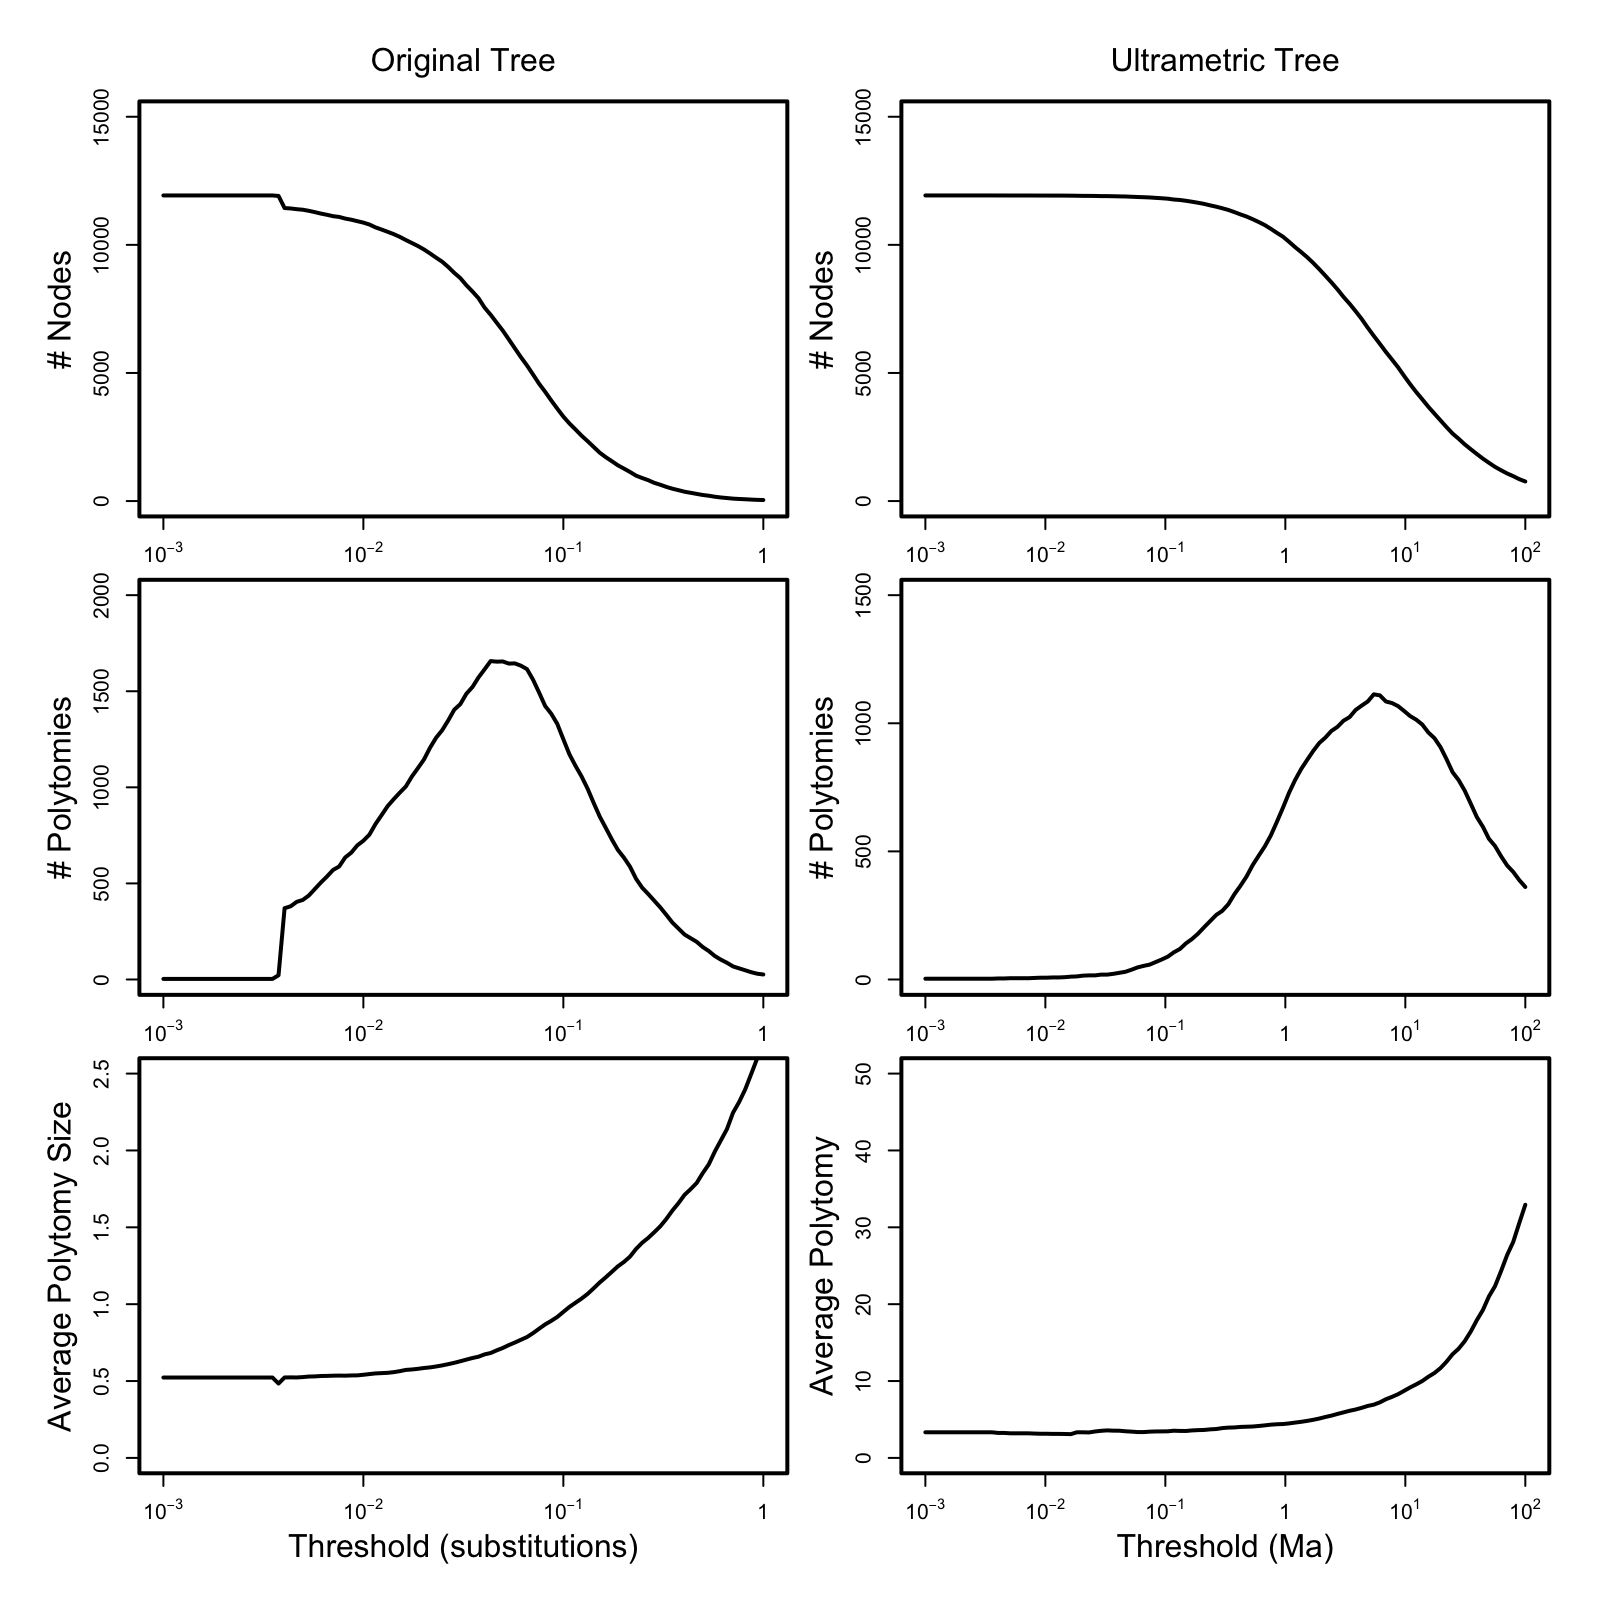 Original Tree
Ultrametric Tree
# Nodes
15000
10000
5000
0
10⁻³ 10⁻² 10⁻¹ 1
# Nodes
15000
10000
5000
0
10⁻³ 10⁻² 10⁻¹ 1 10¹ 10²
# Polytomies
2000
1500
1000
500
0
10⁻³ 10⁻² 10⁻¹ 1
# Polytomies
1500
1000
500
0
10⁻³ 10⁻² 10⁻¹ 1 10¹ 10²
Average Polytomy Size
2.5
2.0
1.5
1.0
0.5
0.0
10⁻³ 10⁻² 10⁻¹ 1
Threshold (substitutions)
Average Polytomy
50
40
30
20
10
0
10⁻³ 10⁻² 10⁻¹ 1 10¹ 10²
Threshold (Ma)